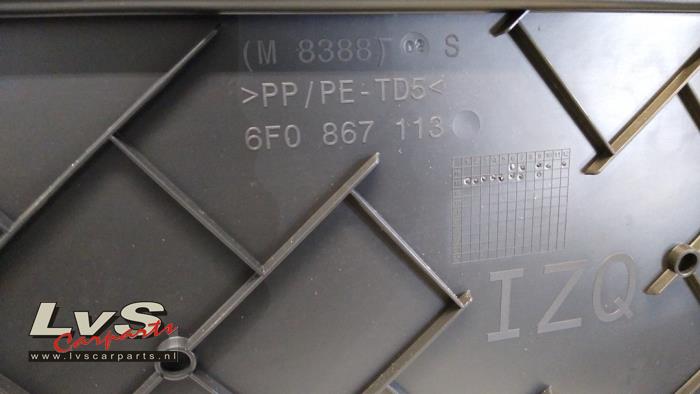 (M 8388) 02 S
>PP/PE-TD5<
6F0 867 113
IZQ
LvS
Carparts
www.lvscarparts.nl